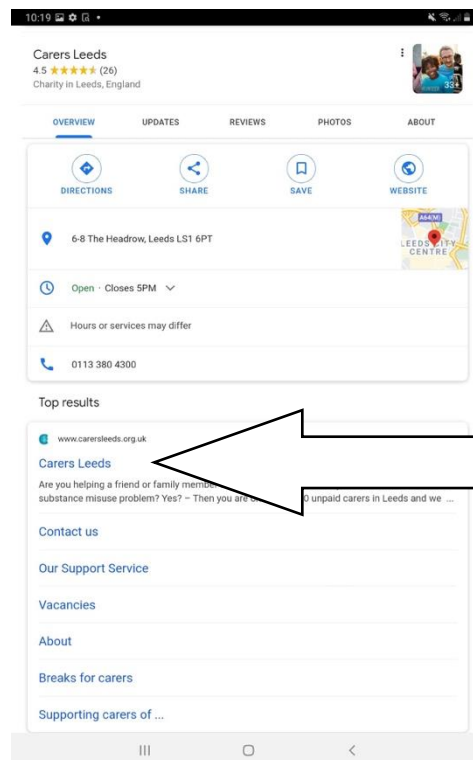 10:19
Carers Leeds
4.5 ★★★★★ (26)
Charity in Leeds, England
33+
OVERVIEW UPDATES REVIEWS PHOTOS ABOUT
DIRECTIONS SHARE SAVE WEBSITE
6-8 The Headrow, Leeds LS1 6PT
A64(M)
LEEDS CITY
CENTRE
Open · Closes 5PM
Hours or services may differ
0113 380 4300
Top results
www.carersleeds.org.uk
Carers Leeds
Are you helping a friend or family
substance misuse problem? Yes? – Then you are 0 unpaid carers in Leeds and we ...
Contact us
Our Support Service
Vacancies
About
Breaks for carers
Supporting carers of ...